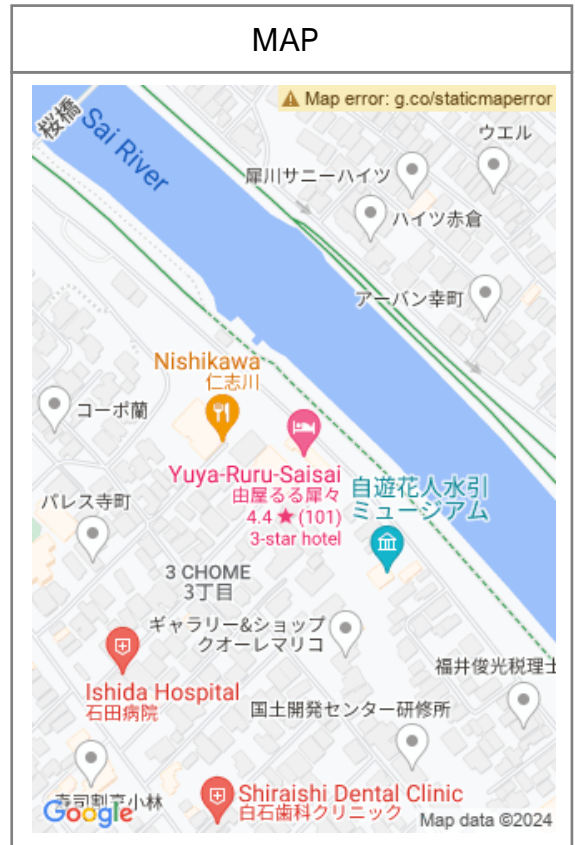 MAP
Map error: g.co/staticmaperror
桜橋
Sai River
ウエル
犀川サニーハイツ
ハイツ赤倉
アーバン幸町
Nishikawa
仁志川
コーポ蘭
Yuya-Ruru-Saisai
由屋るる犀々
4.4★(101)
3-star hotel
自遊花人水引
ミュージアム
パレス寺町
3 CHOME
3丁目
ギャラリー&ショップ
クオーレマリコ
福井俊光税理士
Ishida Hospital
石田病院
国土開発センター研修所
寿司割烹小林
Shiraishi Dental Clinic
白石歯科クリニック
Google
Map data ©2024